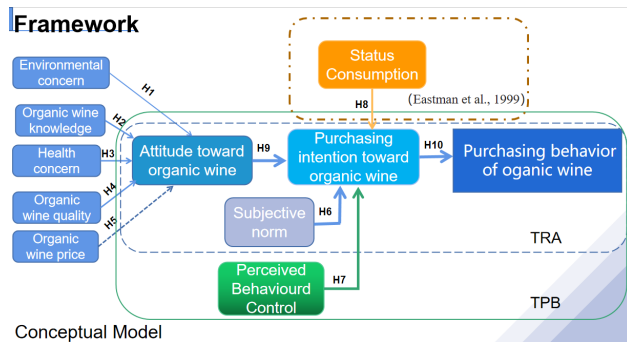 Framework
Environmental
concern
H1
Status
Consumption
H8
(Eastman et al., 1999)
Organic wine
knowledge
H2
Health
concern
H3
Attitude toward
organic wine
H9
Purchasing
intention toward
organic wine
H10
Purchasing behavior
of oganic wine
Organic
wine quality
H4
Organic
wine price
H5
Subjective
norm
H6
TRA
Perceived
Behaviourd
Control
H7
TPB
Conceptual Model